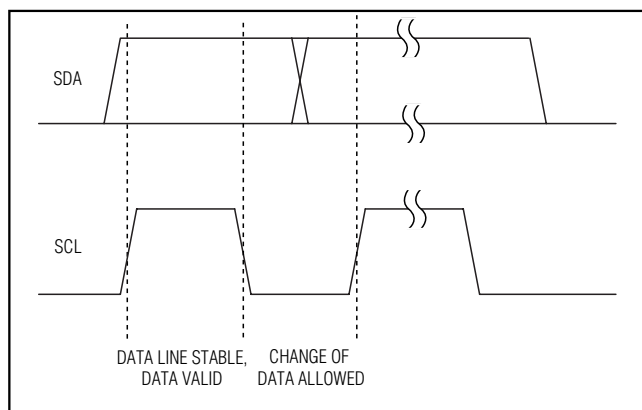 SDA
SCL
DATA LINE STABLE,
DATA VALID
CHANGE OF
DATA ALLOWED